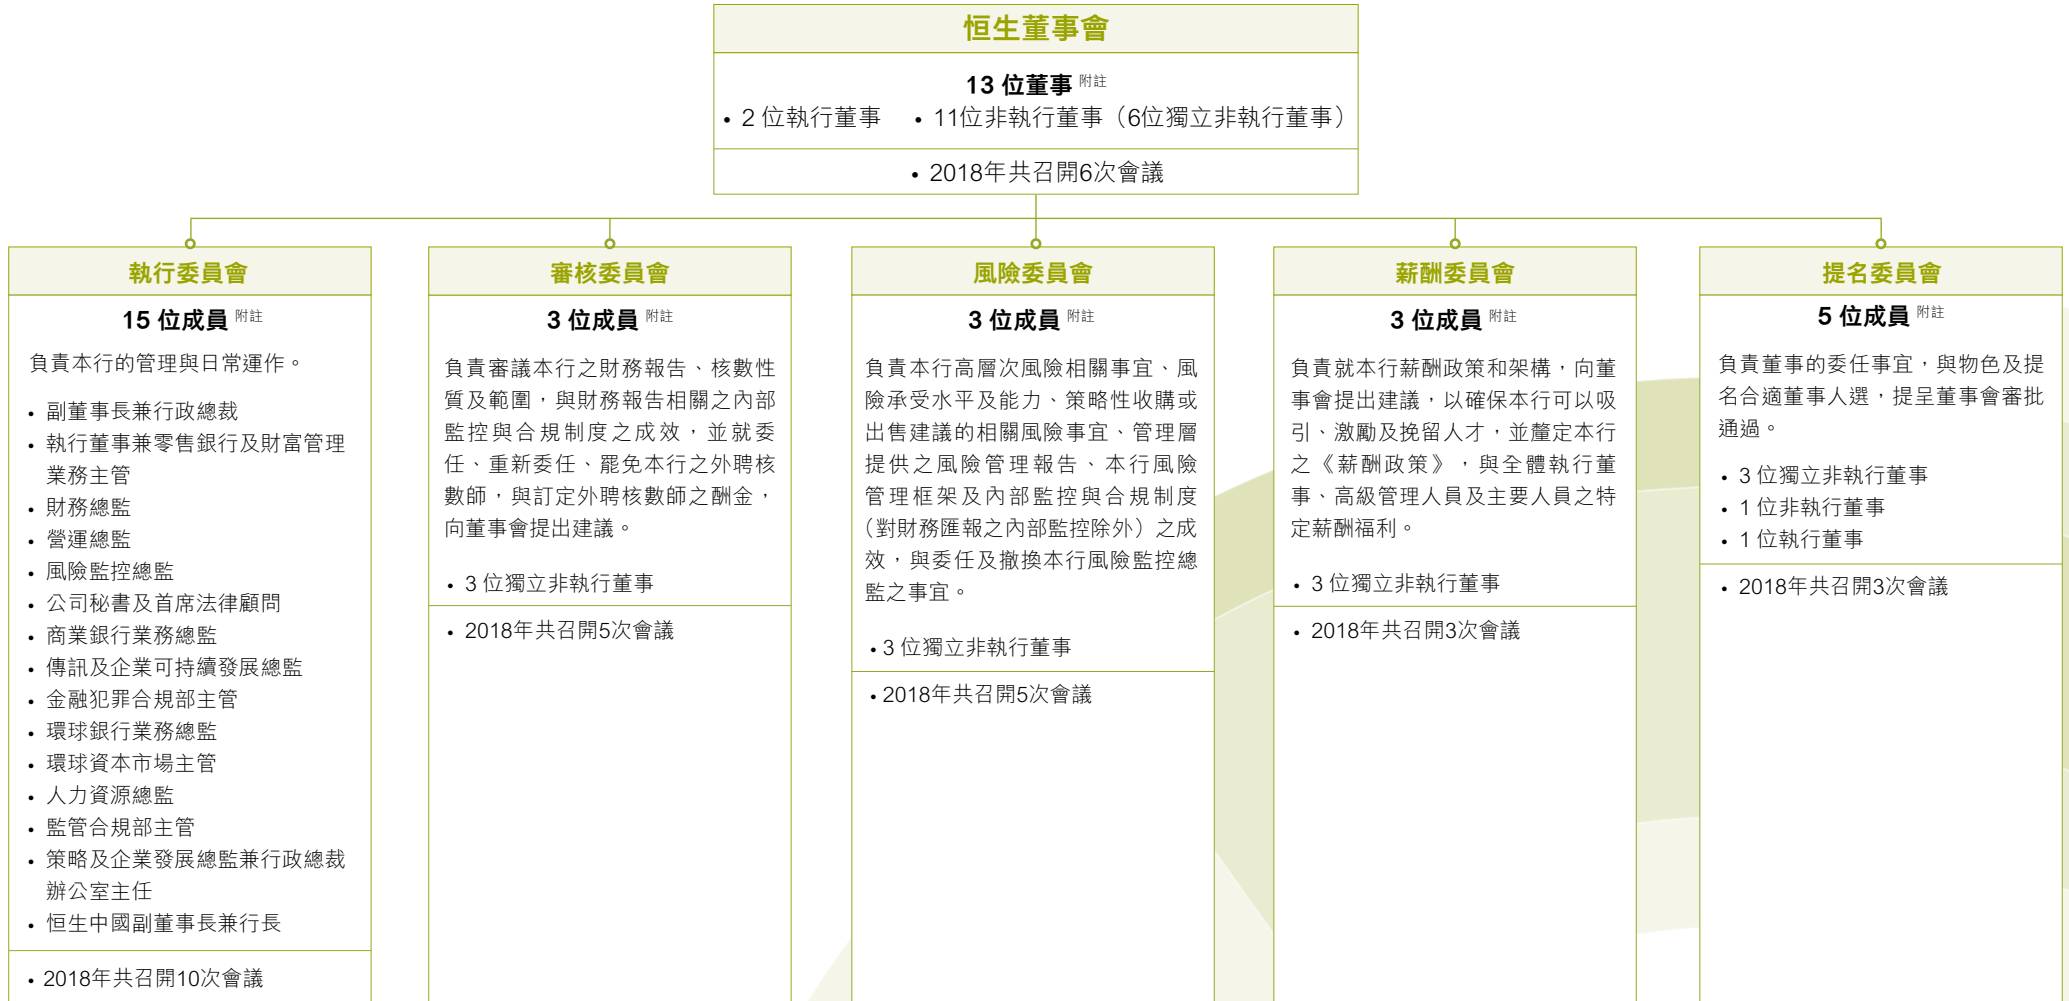 恒生董事會
13 位董事 附註
• 2 位執行董事 • 11位非執行董事（6位獨立非執行董事）
• 2018年共召開6次會議
執行委員會
15 位成員 附註
負責本行的管理與日常運作。
• 副董事長兼行政總裁
• 執行董事兼零售銀行及財富管理
業務主管
• 財務總監
• 營運總監
• 風險監控總監
• 公司秘書及首席法律顧問
• 商業銀行業務總監
• 傳訊及企業可持續發展總監
• 金融犯罪合規部主管
• 環球銀行業務總監
• 環球資本市場主管
• 人力資源總監
• 監管合規部主管
• 策略及企業發展總監兼行政總裁
辦公室主任
• 恒生中國副董事長兼行長
• 2018年共召開10次會議
審核委員會
3 位成員 附註
負責審議本行之財務報告、核數性
質及範圍，與財務報告相關之內部
監控與合規制度之成效，並就委
任、重新委任、罷免本行之外聘核
數師，與訂定外聘核數師之酬金，
向董事會提出建議。
• 3 位獨立非執行董事
• 2018年共召開5次會議
風險委員會
3 位成員 附註
負責本行高層次風險相關事宜、風
險承受水平及能力、策略性收購或
出售建議的相關風險事宜、管理層
提供之風險管理報告、本行風險
管理框架及內部監控與合規制度
（對財務匯報之內部監控除外）之成
效，與委任及撤換本行風險監控總
監之事宜。
• 3 位獨立非執行董事
• 2018年共召開5次會議
薪酬委員會
3 位成員 附註
負責就本行薪酬政策和架構，向董
事會提出建議，以確保本行可以吸
引、激勵及挽留人才，並釐定本行
之《薪酬政策》，與全體執行董
事、高級管理人員及主要人員之特
定薪酬福利。
• 3 位獨立非執行董事
• 2018年共召開3次會議
提名委員會
5 位成員 附註
負責董事的委任事宜，與物色及提
名合適董事人選，提呈董事會審批
通過。
• 3 位獨立非執行董事
• 1 位非執行董事
• 1 位執行董事
• 2018年共召開3次會議